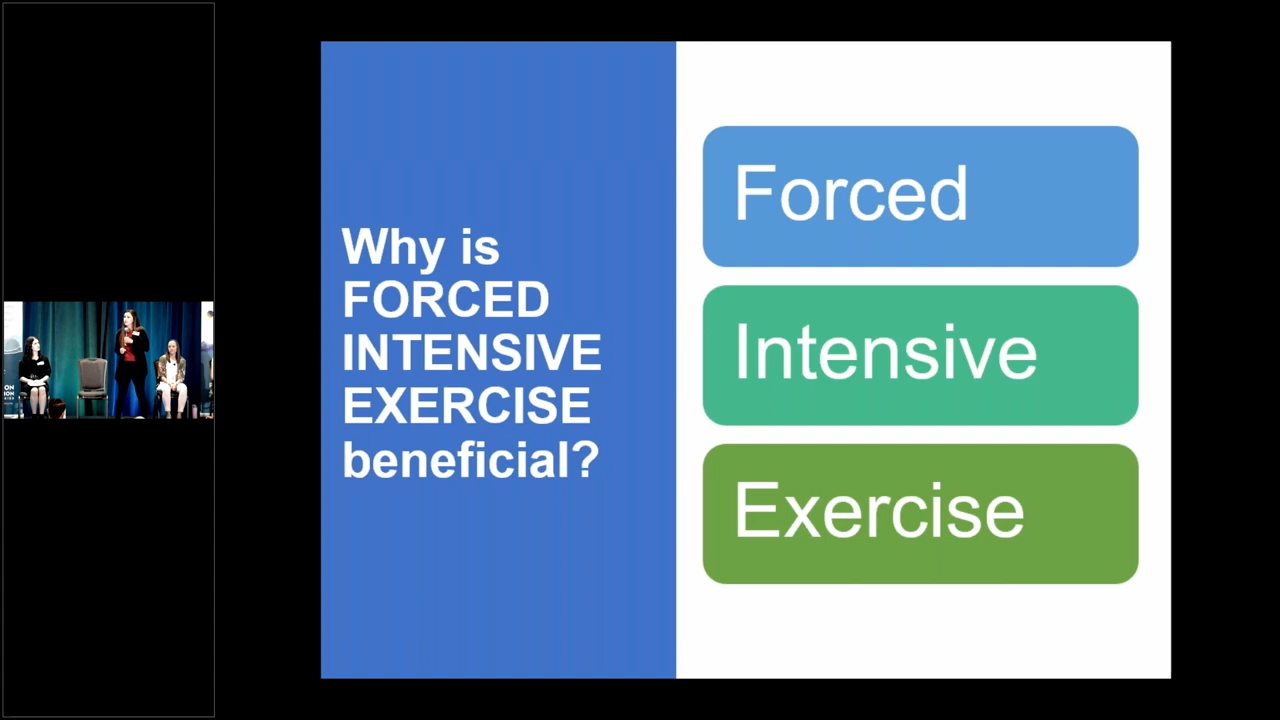 Why is
FORCED
INTENSIVE
EXERCISE
beneficial?
Forced
Intensive
Exercise